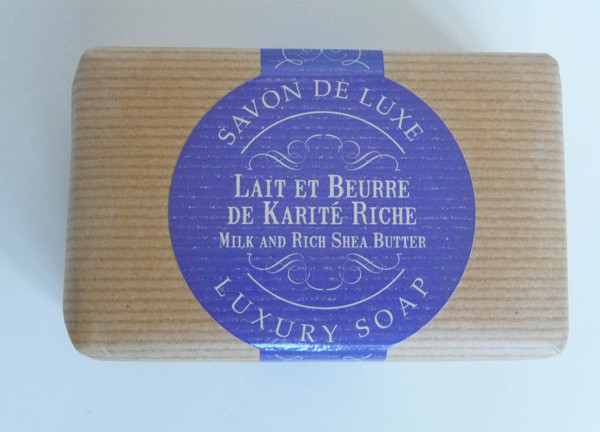 SAVON DE LUXE
LAIT ET BEURRE
DE KARITÉ RICHE
MILK AND RICH SHEA BUTTER
LUXURY SOAP